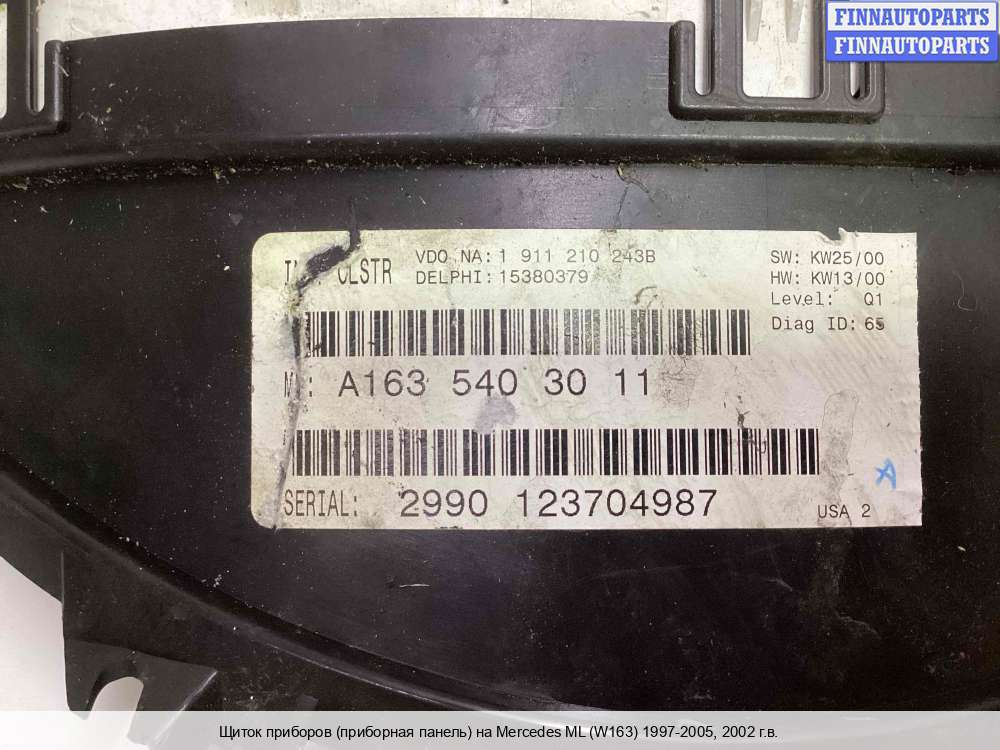 FINNAUTOPARTS
FINNAUTOPARTS
CLSTR
VDO NA: 1 911 210 243B
DELPHI: 15380379
SW: KW25/00
HW: KW13/00
Level: Q1
Diag ID: 65
A163 540 30 11
SERIAL: 2990 123704987
A
USA 2
Щиток приборов (приборная панель) на Mercedes ML (W163) 1997-2005, 2002 г.в.